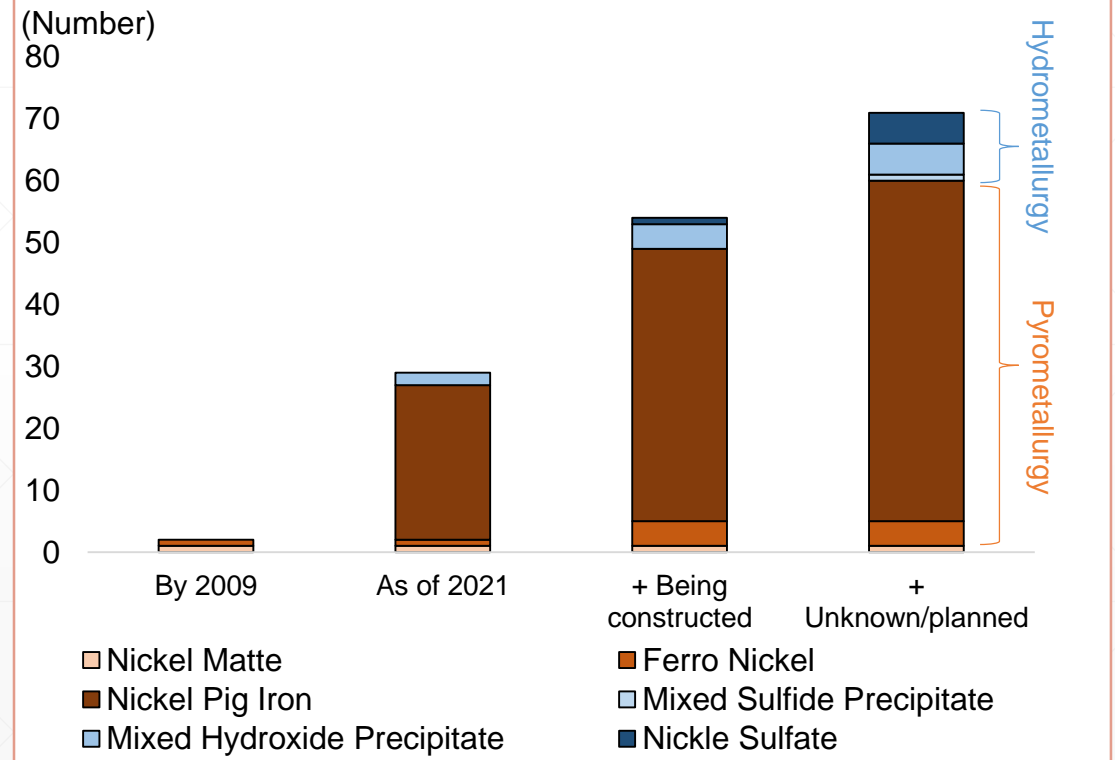 (Number)
80
70
60
50
40
30
20
10
0
By 2009
As of 2021
+ Being
constructed
+
Unknown/planned
Hydrometallurgy
Pyrometallurgy
Nickel Matte
Ferro Nickel
Nickel Pig Iron
Mixed Sulfide Precipitate
Mixed Hydroxide Precipitate
Nickle Sulfate